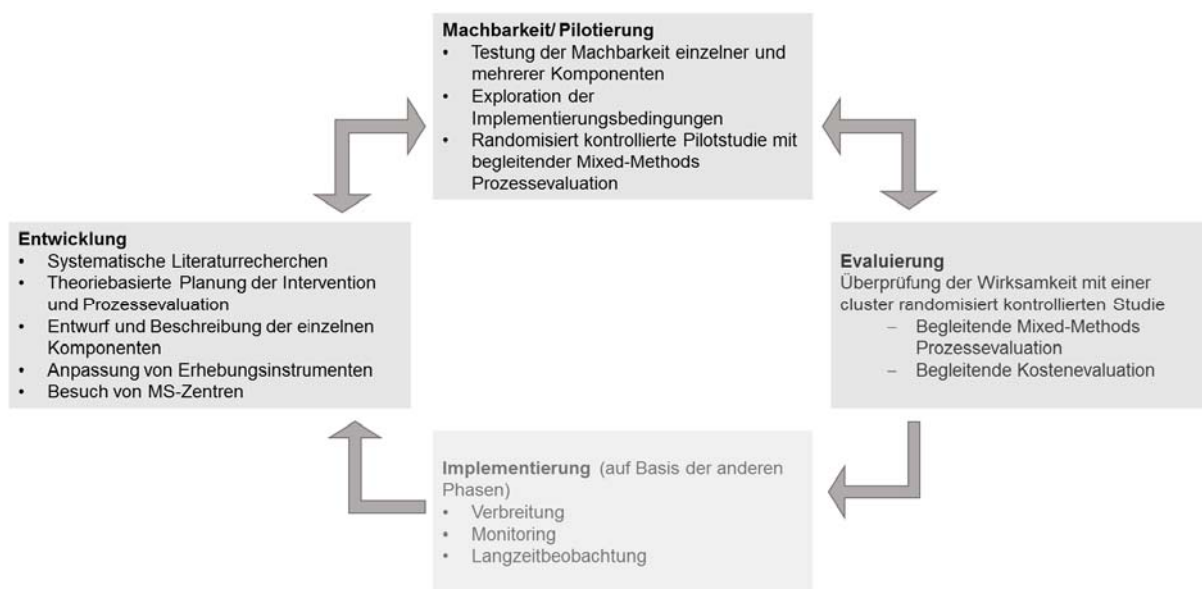 Machbarkeit/ Pilotierung
• Testung der Machbarkeit einzelner und
mehrerer Komponenten
• Exploration der
Implementierungsbedingungen
• Randomisiert kontrollierte Pilotstudie mit
begleitender Mixed-Methods
Prozessevaluation
Entwicklung
• Systematische Literaturrecherchen
• Theoriebasierte Planung der Intervention
und Prozessevaluation
• Entwurf und Beschreibung der einzelnen
Komponenten
• Anpassung von Erhebungsinstrumenten
• Besuch von MS-Zentren
Evaluierung
Überprüfung der Wirksamkeit mit einer
cluster randomisiert kontrollierten Studie
– Begleitende Mixed-Methods
Prozessevaluation
– Begleitende Kostenevaluation
Implementierung (auf Basis der anderen
Phasen)
• Verbreitung
• Monitoring
• Langzeitbeobachtung